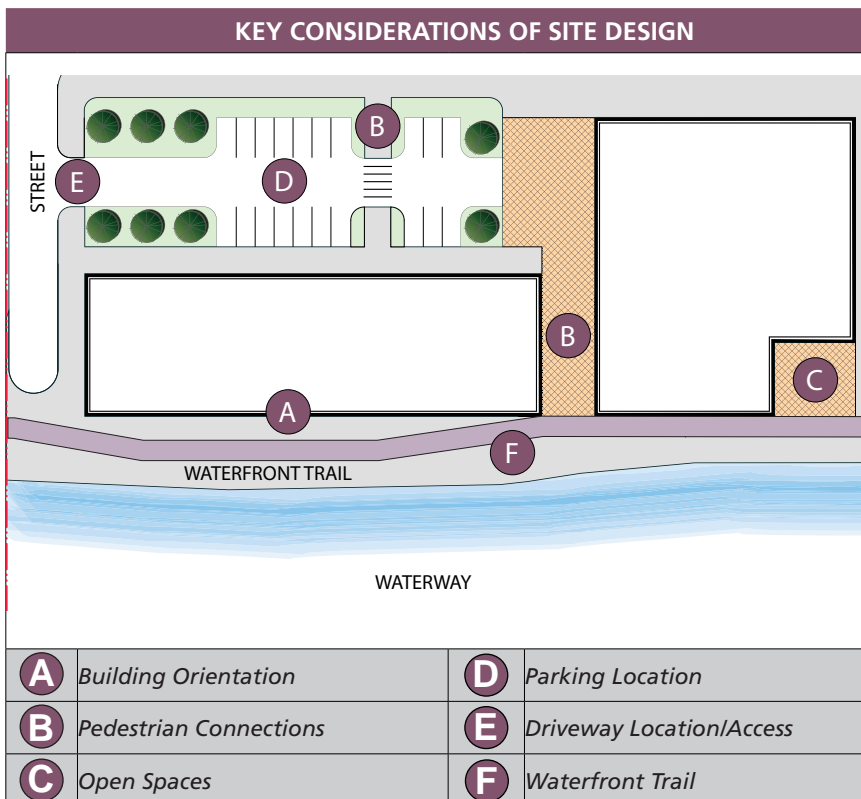 KEY CONSIDERATIONS OF SITE DESIGN
B
STREET
E
D
B
C
A
F
WATERFRONT TRAIL
WATERWAY
A Building Orientation
D Parking Location
B Pedestrian Connections
E Driveway Location/Access
C Open Spaces
F Waterfront Trail